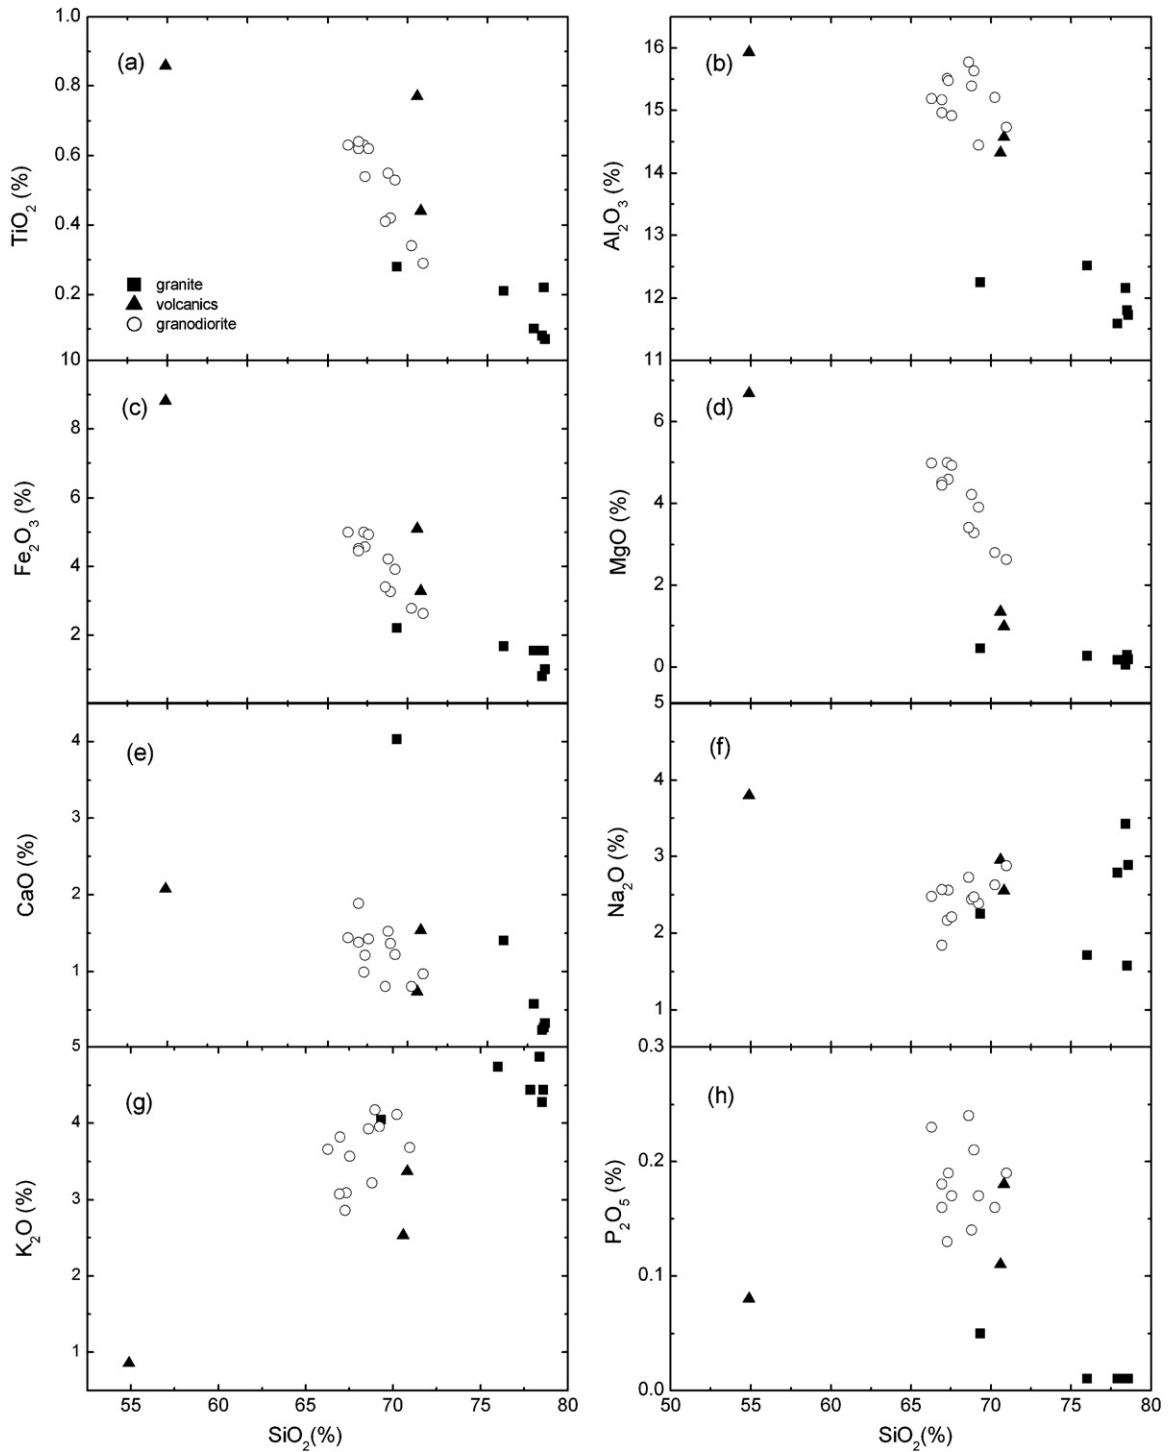 1.0
0.8
0.6
0.4
0.2
TiO2 (%)
(a)
granite
volcanics
granodiorite
16
15
14
13
12
11
Al2O3 (%)
(b)
10
8
6
4
2
Fe2O3 (%)
(c)
6
4
2
0
MgO (%)
(d)
4
3
2
1
CaO (%)
(e)
5
4
3
2
1
Na2O (%)
(f)
5
4
3
2
1
K2O (%)
(g)
55 60 65 70 75 80
SiO2(%)
0.3
0.2
0.1
0.0
P2O5 (%)
(h)
50 55 60 65 70 75 80
SiO2(%)